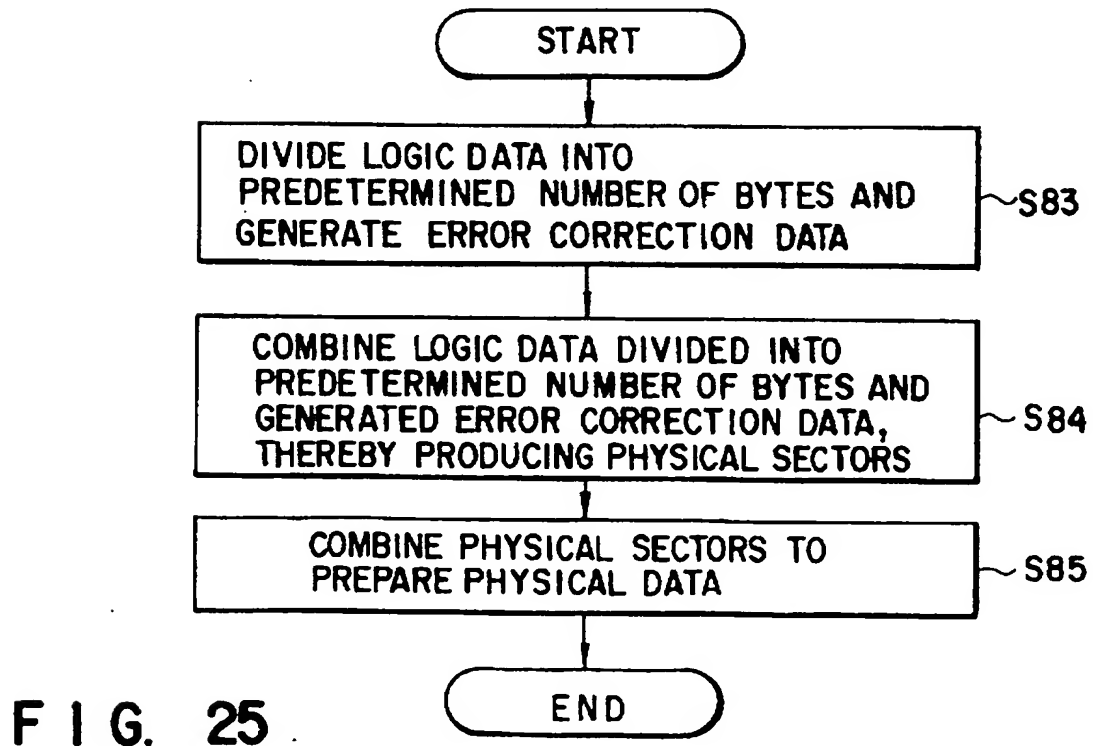 START
DIVIDE LOGIC DATA INTO
PREDETERMINED NUMBER OF BYTES AND
GENERATE ERROR CORRECTION DATA
S83
COMBINE LOGIC DATA DIVIDED INTO
PREDETERMINED NUMBER OF BYTES AND
GENERATED ERROR CORRECTION DATA,
THEREBY PRODUCING PHYSICAL SECTORS
S84
COMBINE PHYSICAL SECTORS TO
PREPARE PHYSICAL DATA
S85
END
FIG. 25